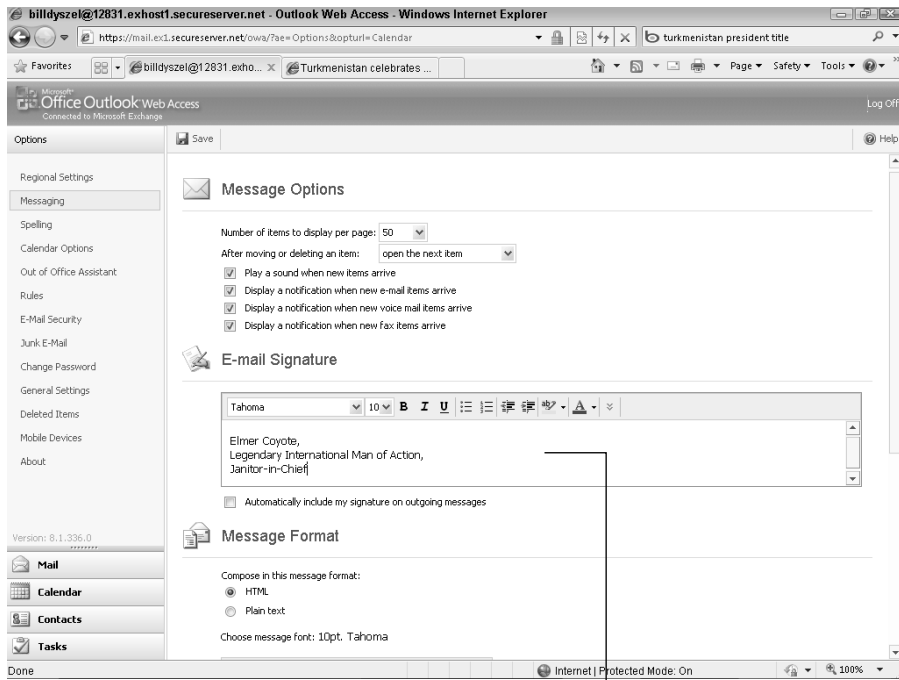 billdyszel@12831.exhost1.secureserver.net - Outlook Web Access - Windows Internet Explorer
https://mail.ex1.secureserver.net/owa/?ae=Options&opturl=Calendar
turkmenistan president title
Favorites
billdyszel@12831.exho...
Turkmenistan celebrates ...
Page
Safety
Tools
Microsoft
Office Outlook Web Access
Connected to Microsoft Exchange
Log Off
Options
Save
Help
Regional Settings
Messaging
Spelling
Calendar Options
Out of Office Assistant
Rules
E-Mail Security
Junk E-Mail
Change Password
General Settings
Deleted Items
Mobile Devices
About
Version: 8.1.336.0
Mail
Calendar
Contacts
Tasks
Message Options
Number of items to display per page: 50
After moving or deleting an item: open the next item
Play a sound when new items arrive
Display a notification when new e-mail items arrive
Display a notification when new voice mail items arrive
Display a notification when new fax items arrive
E-mail Signature
Tahoma 10 B I U A
Elmer Coyote,
Legendary International Man of Action,
Janitor-in-Chief
Automatically include my signature on outgoing messages
Message Format
Compose in this message format:
HTML
Plain text
Choose message font: 10pt. Tahoma
Done
Internet | Protected Mode: On
100%